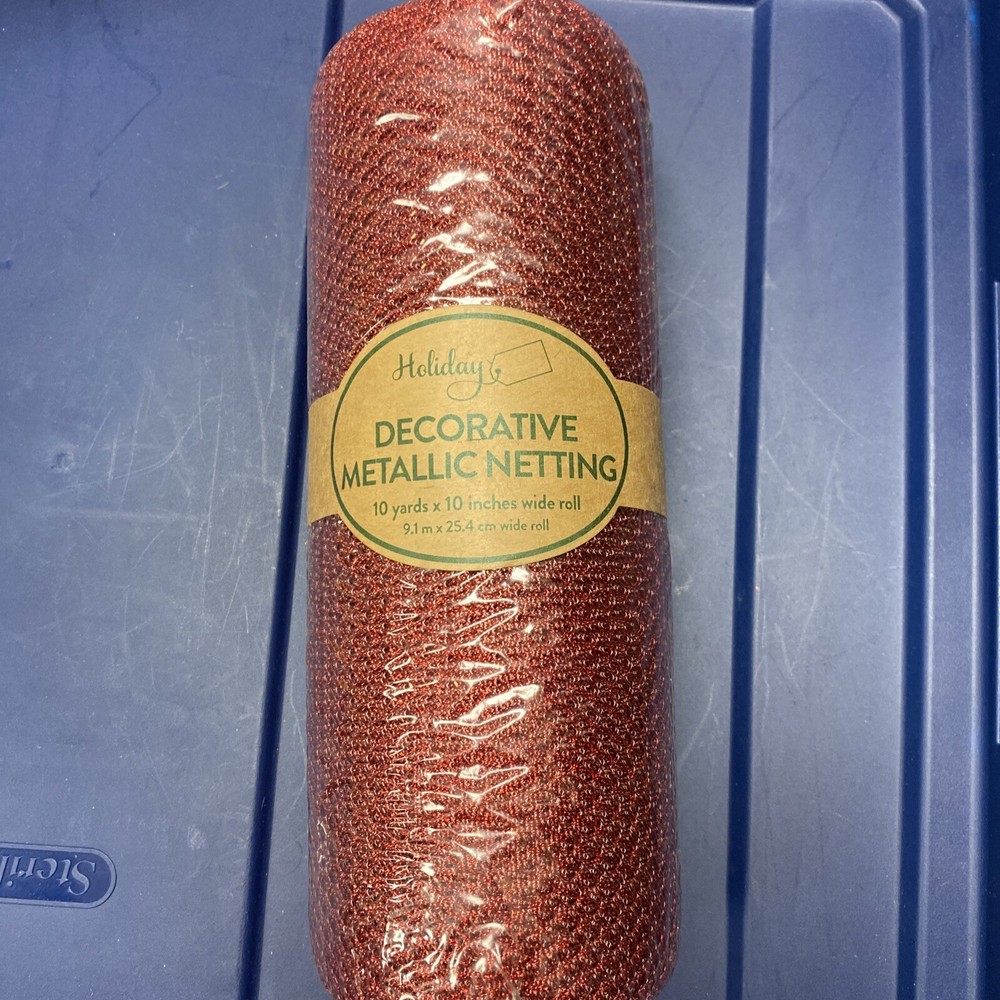 Holiday
DECORATIVE
METALLIC NETTING
10 yards x 10 inches wide roll
9.1 m x 25.4 cm wide roll